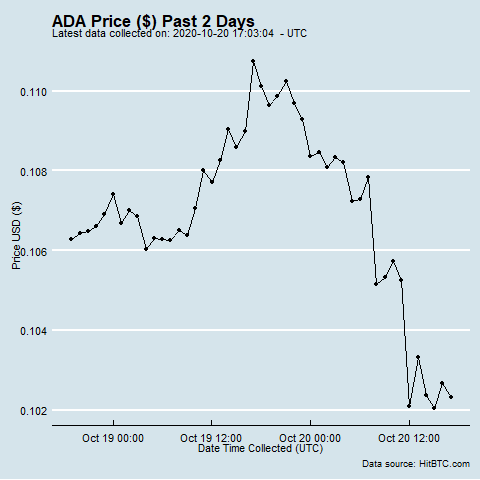 ADA Price ($) Past 2 Days
Latest data collected on: 2020-10-20 17:03:04 - UTC
0.110
0.108
0.106
0.104
0.102
Price USD ($)
Oct 19 00:00 Oct 19 12:00 Oct 20 00:00 Oct 20 12:00
Date Time Collected (UTC)
Data source: HitBTC.com